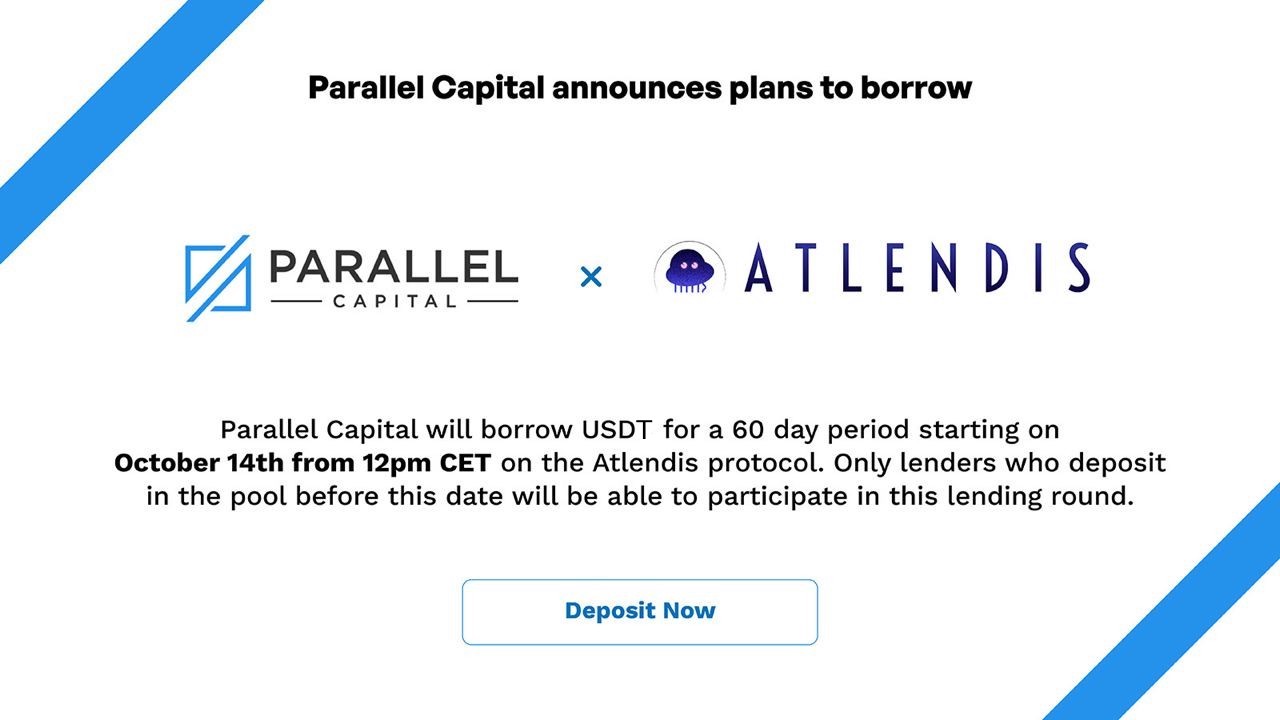 Parallel Capital announces plans to borrow
PARALLEL
CAPITAL
×
ATLENDIS
Parallel Capital will borrow USDT for a 60 day period starting on
October 14th from 12pm CET on the Atlendis protocol. Only lenders who deposit
in the pool before this date will be able to participate in this lending round.
Deposit Now